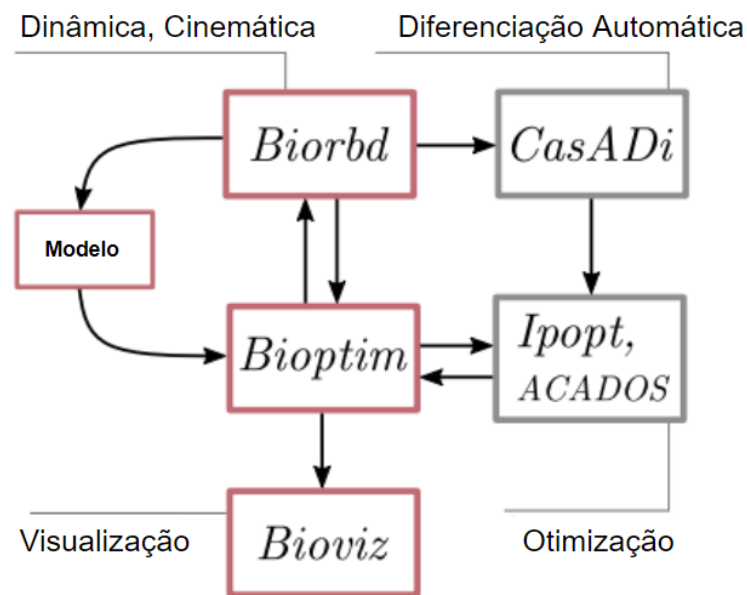 Dinâmica, Cinemática
Diferenciação Automática
Biorbd
CasADi
Modelo
Bioptim
Ipopt,
ACADOS
Visualização
Bioviz
Otimização